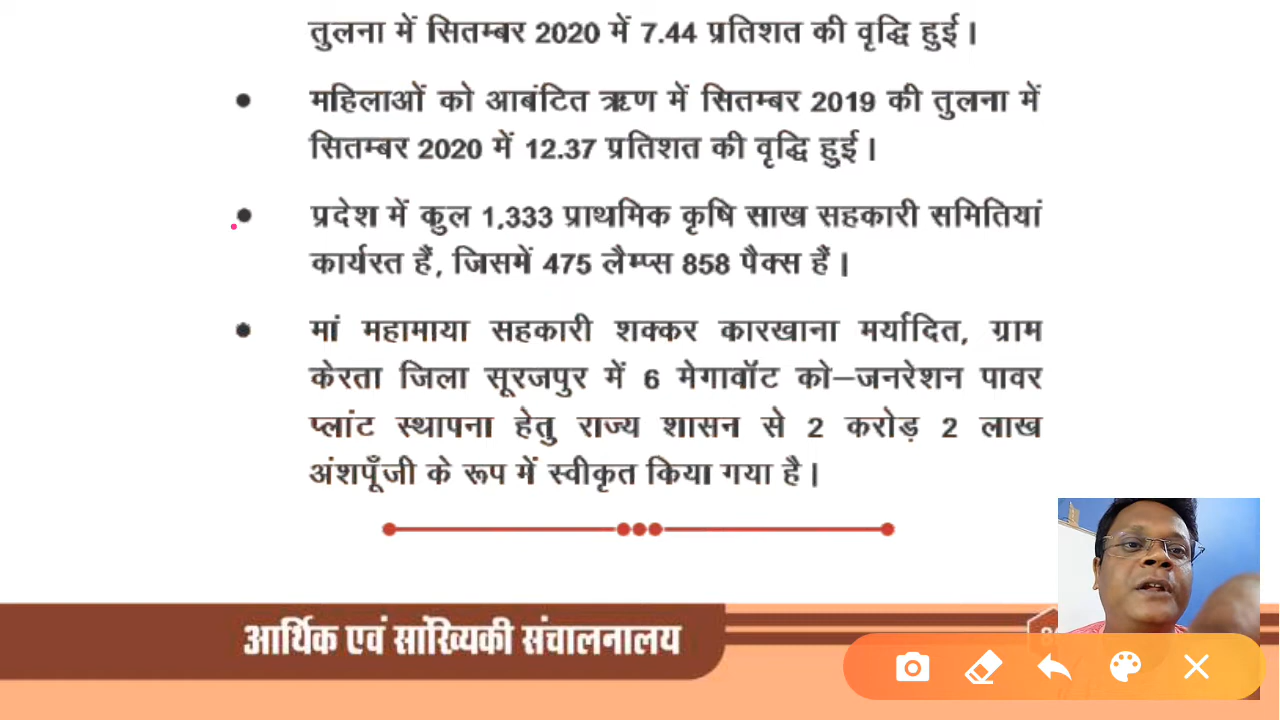 तुलना में सितम्बर 2020 में 7.44 प्रतिशत की वृद्धि हुई।
• महिलाओं को आबंटित ऋण में सितम्बर 2019 की तुलना में
सितम्बर 2020 में 12.37 प्रतिशत की वृद्धि हुई।
• प्रदेश में कुल 1,333 प्राथमिक कृषि साख सहकारी समितियां
कार्यरत हैं, जिसमें 475 लैम्प्स 858 पैक्स हैं।
• मां महामाया सहकारी शक्कर कारखाना मर्यादित, ग्राम
केरता जिला सूरजपुर में 6 मेगावॉट को–जनरेशन पावर
प्लांट स्थापना हेतु राज्य शासन से 2 करोड़ 2 लाख
अंशपूँजी के रूप में स्वीकृत किया गया है।
आर्थिक एवं सांख्यिकी संचालनालय